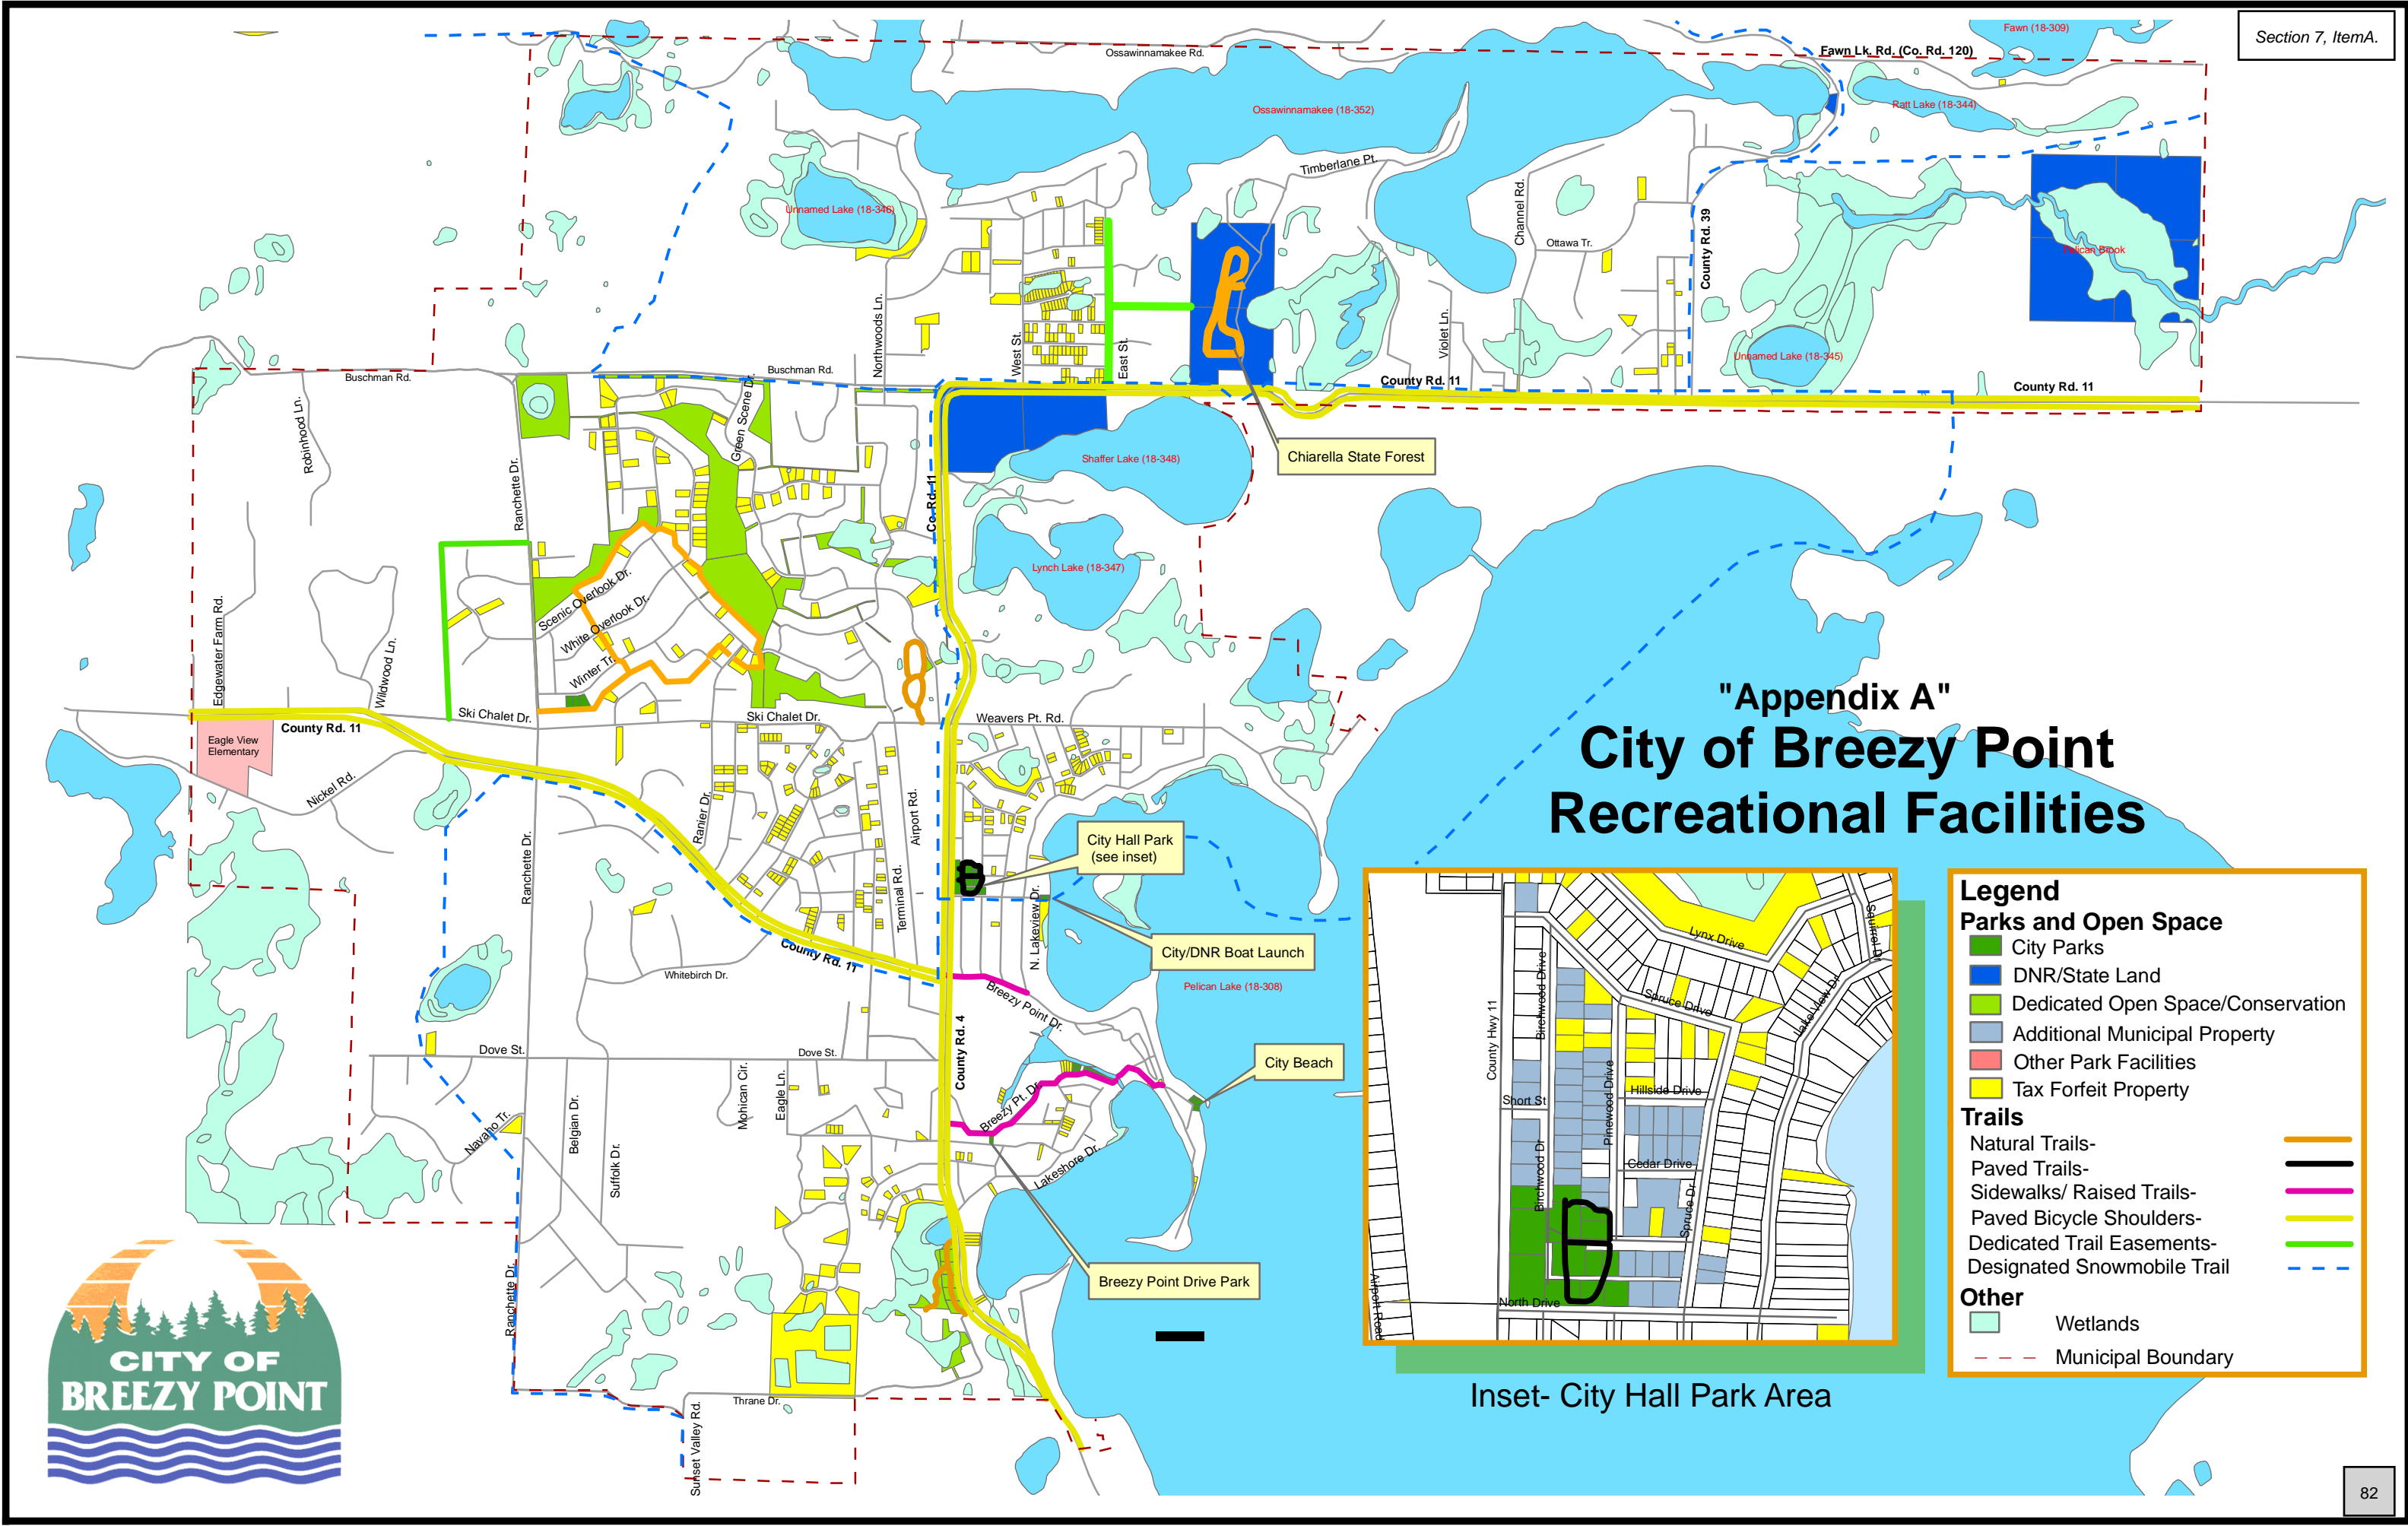 Section 7, ItemA.
Fawn (18-309)
Fawn Lk. Rd. (Co. Rd. 120)
Ossawinnamakee Rd.
Ratt Lake (18-344)
Ossawinnamakee (18-352)
Timberlane Pt.
Unnamed Lake (18-346)
Channel Rd.
Ottawa Tr.
County Rd. 39
Pelican Brook
Northwoods Ln.
West St.
East St.
Violet Ln.
Unnamed Lake (18-345)
Buschman Rd.
Buschman Rd.
County Rd. 11
County Rd. 11
Robinhood Ln.
Ranchette Dr.
Green Scene Dr.
Co. Rd. 11
Shaffer Lake (18-348)
Chiarella State Forest
Lynch Lake (18-347)
Scenic Overlook Dr.
White Overlook Dr.
Winter Tr.
Edgewater Farm Rd.
Wildwood Ln.
Ski Chalet Dr.
Ski Chalet Dr.
Weavers Pt. Rd.
County Rd. 11
Eagle View
Elementary
Nickel Rd.
"Appendix A"
City of Breezy Point
Recreational Facilities
Ranier Dr.
Airport Rd.
Ranchette Dr.
Terminal Rd.
City Hall Park
(see inset)
N. Lakeview Dr.
City/DNR Boat Launch
County Rd. 11
Whitebirch Dr.
Breezy Point Dr.
Pelican Lake (18-308)
County Rd. 4
Dove St.
Dove St.
City Beach
Mohican Cir.
Eagle Ln.
Breezy Pt. Dr.
Navaho Tr.
Belgian Dr.
Suffolk Dr.
Lakeshore Dr.
Breezy Point Drive Park
Ranchette Dr.
Thrane Dr.
Sunset Valley Rd.
CITY OF
BREEZY POINT
Lynx Drive
Squirrel Dr
Birchwood Drive
Spruce Drive
Lake View Dr
County Hwy 11
Pinewood Drive
Hillside Drive
Short St
Birchwood Dr
Cedar Drive
Spruce Dr
North Drive
Airport Road
Inset- City Hall Park Area
Legend
Parks and Open Space
City Parks
DNR/State Land
Dedicated Open Space/Conservation
Additional Municipal Property
Other Park Facilities
Tax Forfeit Property
Trails
Natural Trails-
Paved Trails-
Sidewalks/ Raised Trails-
Paved Bicycle Shoulders-
Dedicated Trail Easements-
Designated Snowmobile Trail
Other
Wetlands
Municipal Boundary
82